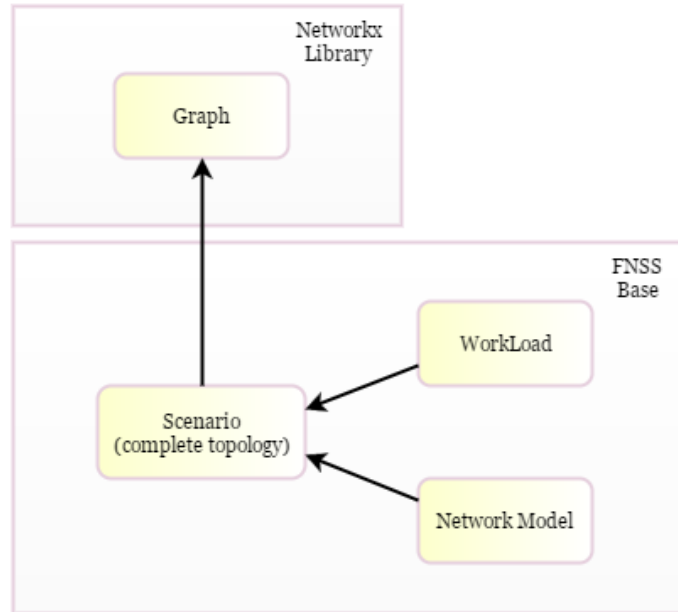 Networkx
Library
Graph
FNSS
Base
WorkLoad
Scenario
(complete topology)
Network Model